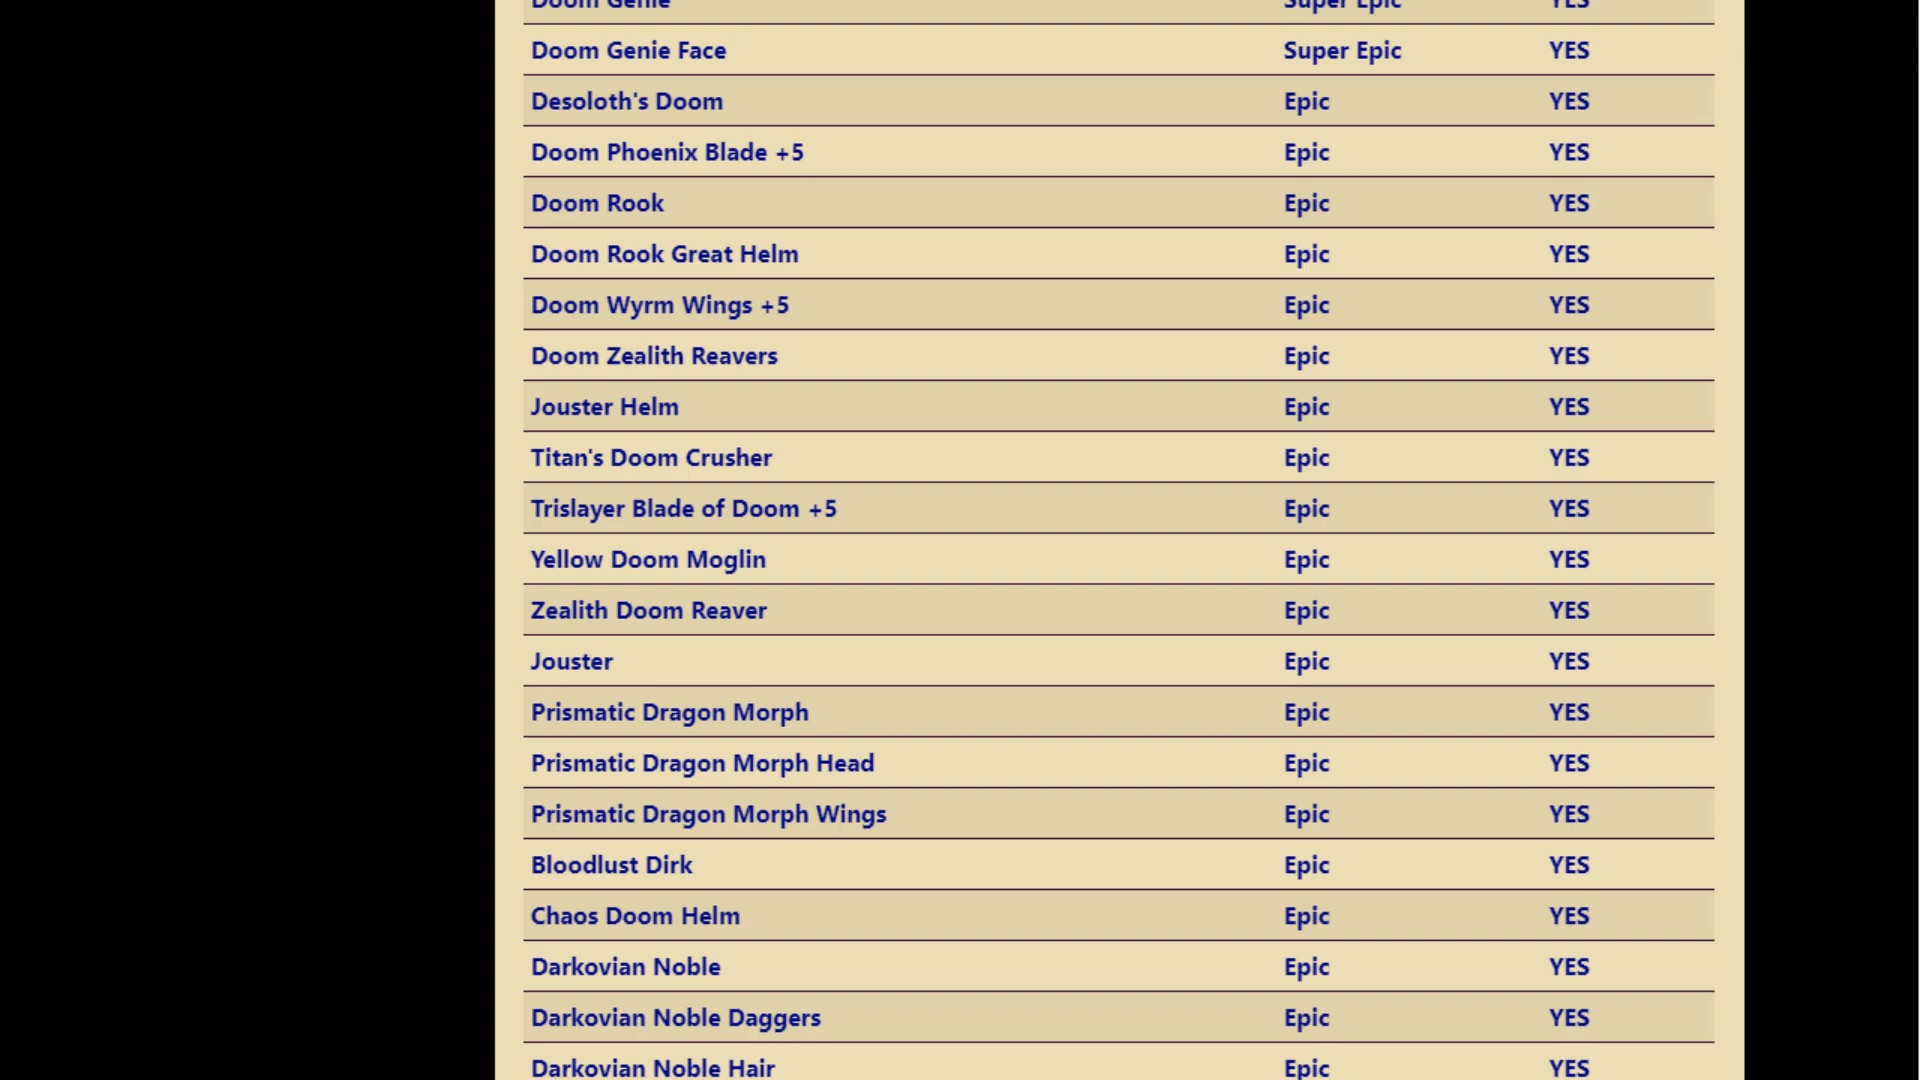 Doom Genie Super Epic YES
Doom Genie Face Super Epic YES
Desoloth's Doom Epic YES
Doom Phoenix Blade +5 Epic YES
Doom Rook Epic YES
Doom Rook Great Helm Epic YES
Doom Wyrm Wings +5 Epic YES
Doom Zealith Reavers Epic YES
Jouster Helm Epic YES
Titan's Doom Crusher Epic YES
Trislayer Blade of Doom +5 Epic YES
Yellow Doom Moglin Epic YES
Zealith Doom Reaver Epic YES
Jouster Epic YES
Prismatic Dragon Morph Epic YES
Prismatic Dragon Morph Head Epic YES
Prismatic Dragon Morph Wings Epic YES
Bloodlust Dirk Epic YES
Chaos Doom Helm Epic YES
Darkovian Noble Epic YES
Darkovian Noble Daggers Epic YES
Darkovian Noble Hair Epic YES